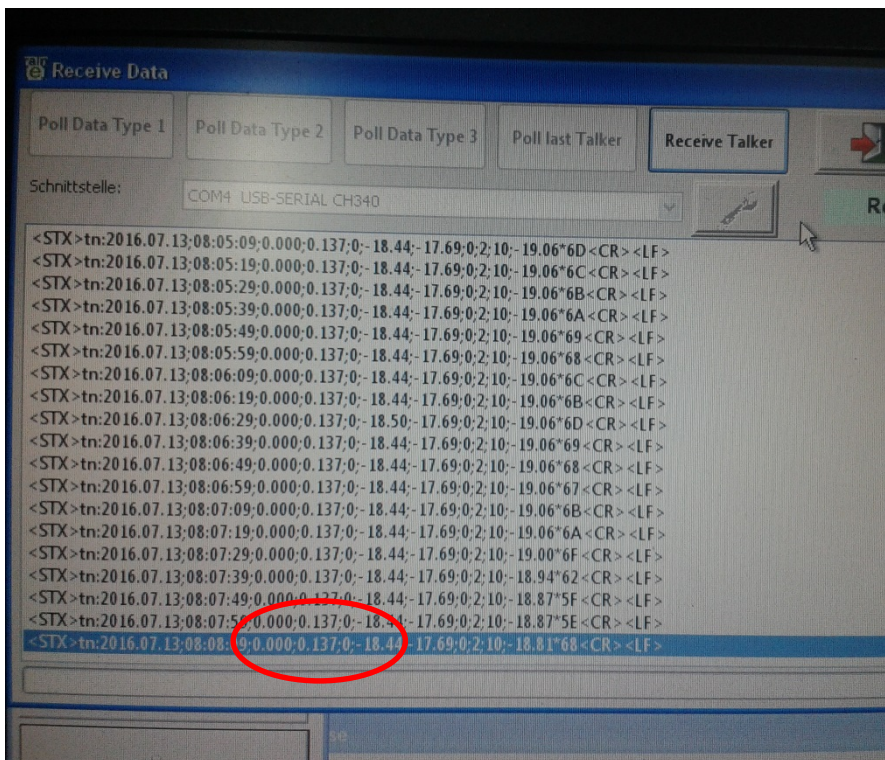 Receive Data
Poll Data Type 1 Poll Data Type 2 Poll Data Type 3 Poll last Talker Receive Talker
Schnittstelle: COM4 USB-SERIAL CH340
<STX>tn:2016.07.13;08:05:09;0.000;0.137;0;-18.44;-17.69;0;2;10;-19.06*6D<CR><LF>
<STX>tn:2016.07.13;08:05:19;0.000;0.137;0;-18.44;-17.69;0;2;10;-19.06*6C<CR><LF>
<STX>tn:2016.07.13;08:05:29;0.000;0.137;0;-18.44;-17.69;0;2;10;-19.06*6B<CR><LF>
<STX>tn:2016.07.13;08:05:39;0.000;0.137;0;-18.44;-17.69;0;2;10;-19.06*6A<CR><LF>
<STX>tn:2016.07.13;08:05:49;0.000;0.137;0;-18.44;-17.69;0;2;10;-19.06*69<CR><LF>
<STX>tn:2016.07.13;08:05:59;0.000;0.137;0;-18.44;-17.69;0;2;10;-19.06*68<CR><LF>
<STX>tn:2016.07.13;08:06:09;0.000;0.137;0;-18.44;-17.69;0;2;10;-19.06*6C<CR><LF>
<STX>tn:2016.07.13;08:06:19;0.000;0.137;0;-18.44;-17.69;0;2;10;-19.06*6B<CR><LF>
<STX>tn:2016.07.13;08:06:29;0.000;0.137;0;-18.50;-17.69;0;2;10;-19.06*6D<CR><LF>
<STX>tn:2016.07.13;08:06:39;0.000;0.137;0;-18.44;-17.69;0;2;10;-19.06*69<CR><LF>
<STX>tn:2016.07.13;08:06:49;0.000;0.137;0;-18.44;-17.69;0;2;10;-19.06*68<CR><LF>
<STX>tn:2016.07.13;08:06:59;0.000;0.137;0;-18.44;-17.69;0;2;10;-19.06*67<CR><LF>
<STX>tn:2016.07.13;08:07:09;0.000;0.137;0;-18.44;-17.69;0;2;10;-19.06*6B<CR><LF>
<STX>tn:2016.07.13;08:07:19;0.000;0.137;0;-18.44;-17.69;0;2;10;-19.06*6A<CR><LF>
<STX>tn:2016.07.13;08:07:29;0.000;0.137;0;-18.44;-17.69;0;2;10;-19.00*6F<CR><LF>
<STX>tn:2016.07.13;08:07:39;0.000;0.137;0;-18.44;-17.69;0;2;10;-18.94*62<CR><LF>
<STX>tn:2016.07.13;08:07:49;0.000;0.137;0;-18.44;-17.69;0;2;10;-18.87*5F<CR><LF>
<STX>tn:2016.07.13;08:07:59;0.000;0.137;0;-18.44;-17.69;0;2;10;-18.87*5E<CR><LF>
<STX>tn:2016.07.13;08:08:09;0.000;0.137;0;-18.44;-17.69;0;2;10;-18.81*68<CR><LF>
se